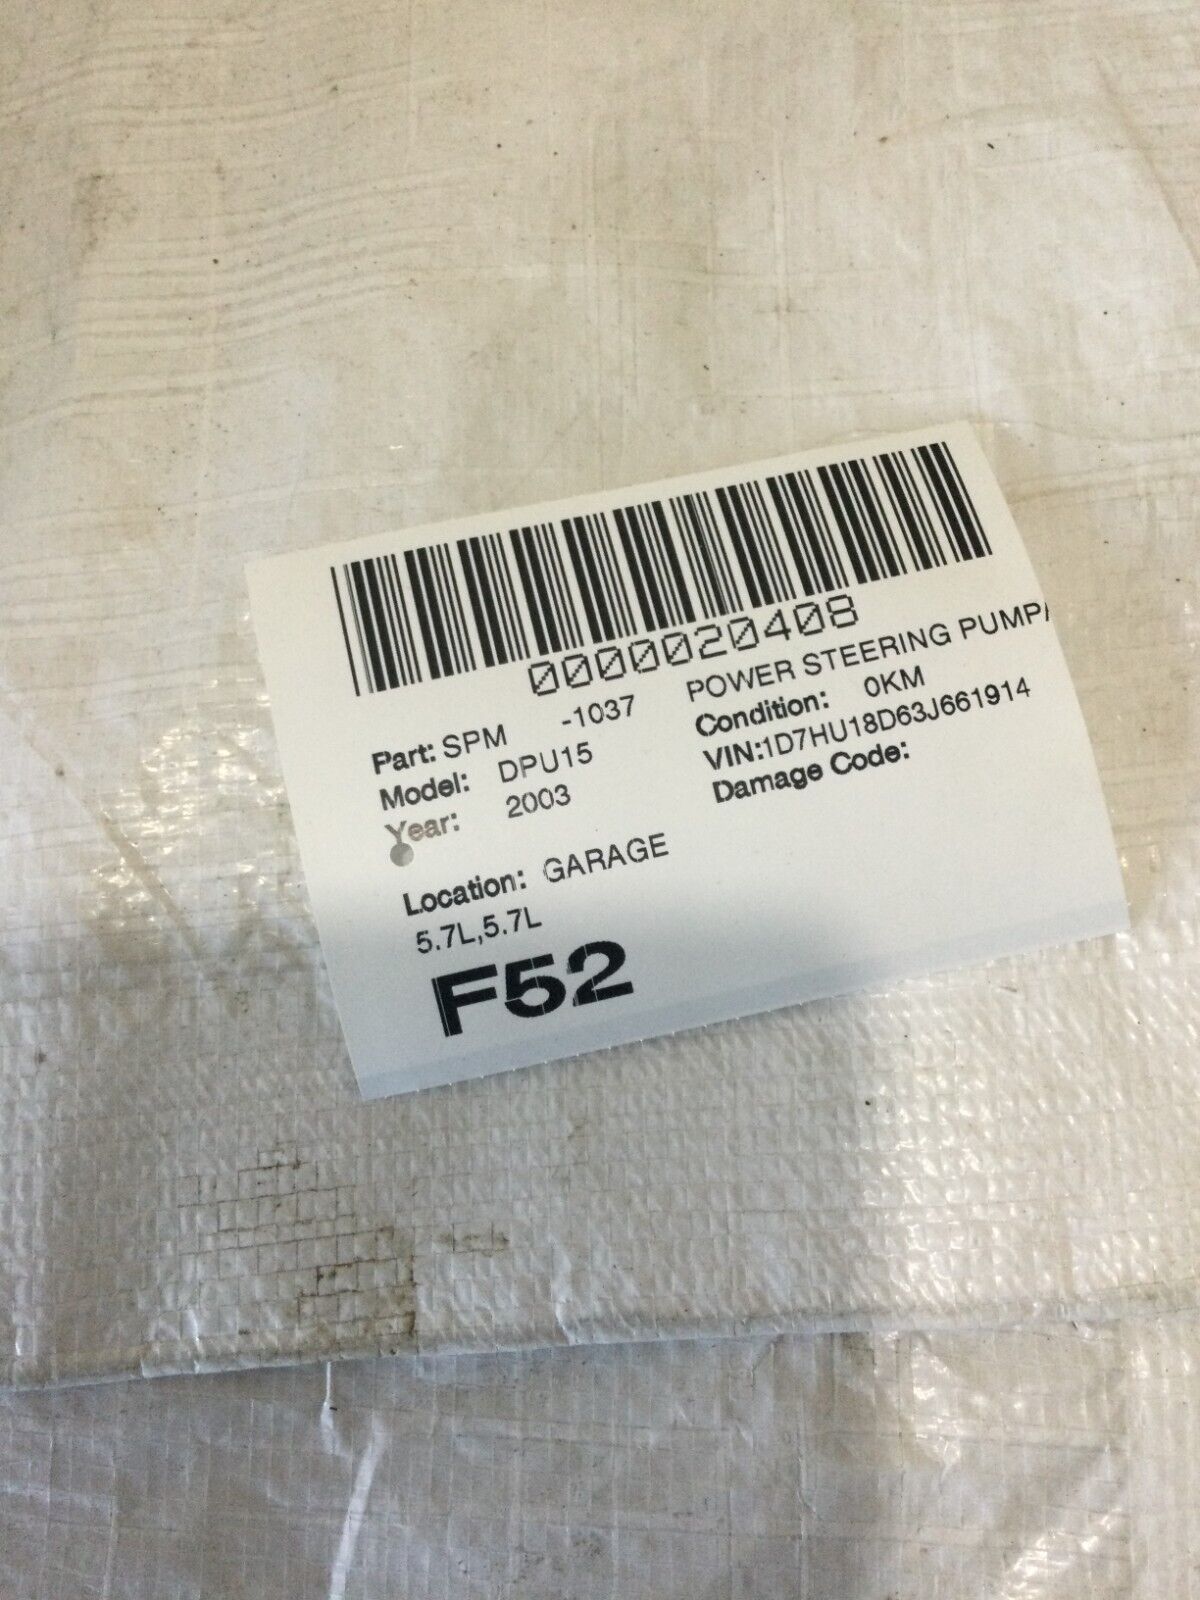 0000020408
Part: SPM -1037 POWER STEERING PUMP/
Model: DPU15 Condition: 0KM
Year: 2003 VIN:1D7HU18D63J661914
Damage Code:
Location: GARAGE
5.7L,5.7L
F52